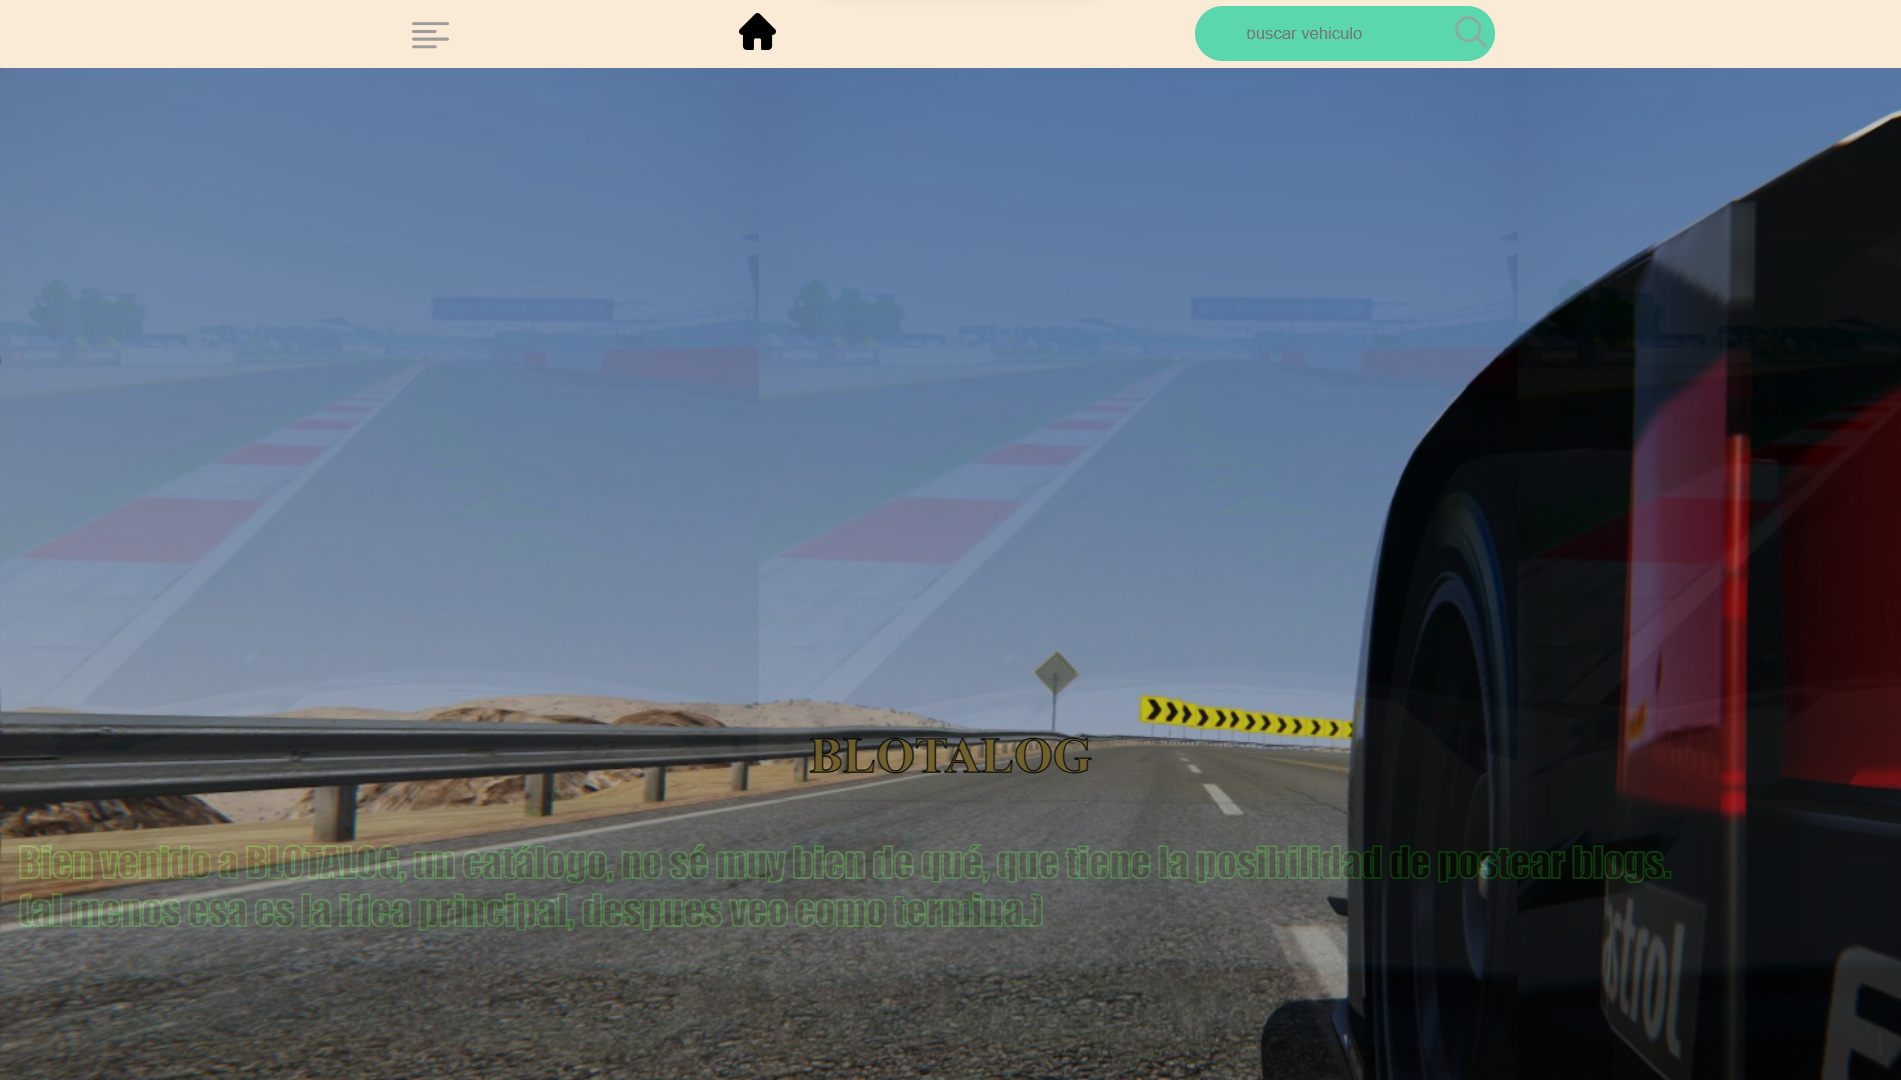 buscar vehiculo
BLOTALOG
Bien venido a BLOTALOG, un catálogo, no sé muy bien de qué, que tiene la posibilidad de postear blogs.
(al menos esa es la idea principal, despues veo como termina.)
astrol